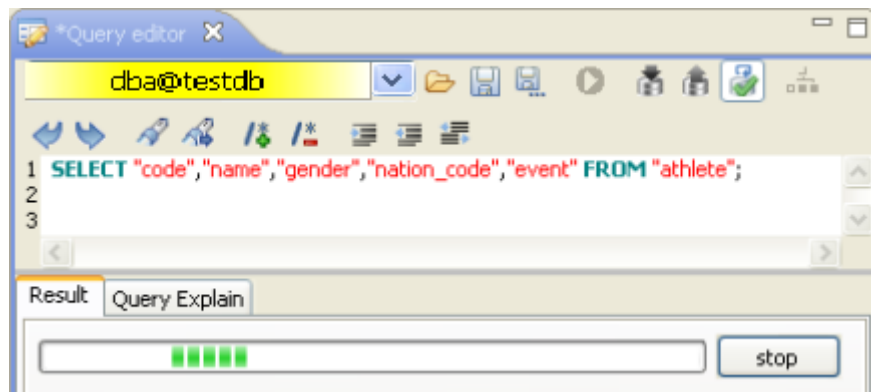 *Query editor
dba@testdb
1 SELECT "code","name","gender","nation_code","event" FROM "athlete";
2
3
Result Query Explain
stop